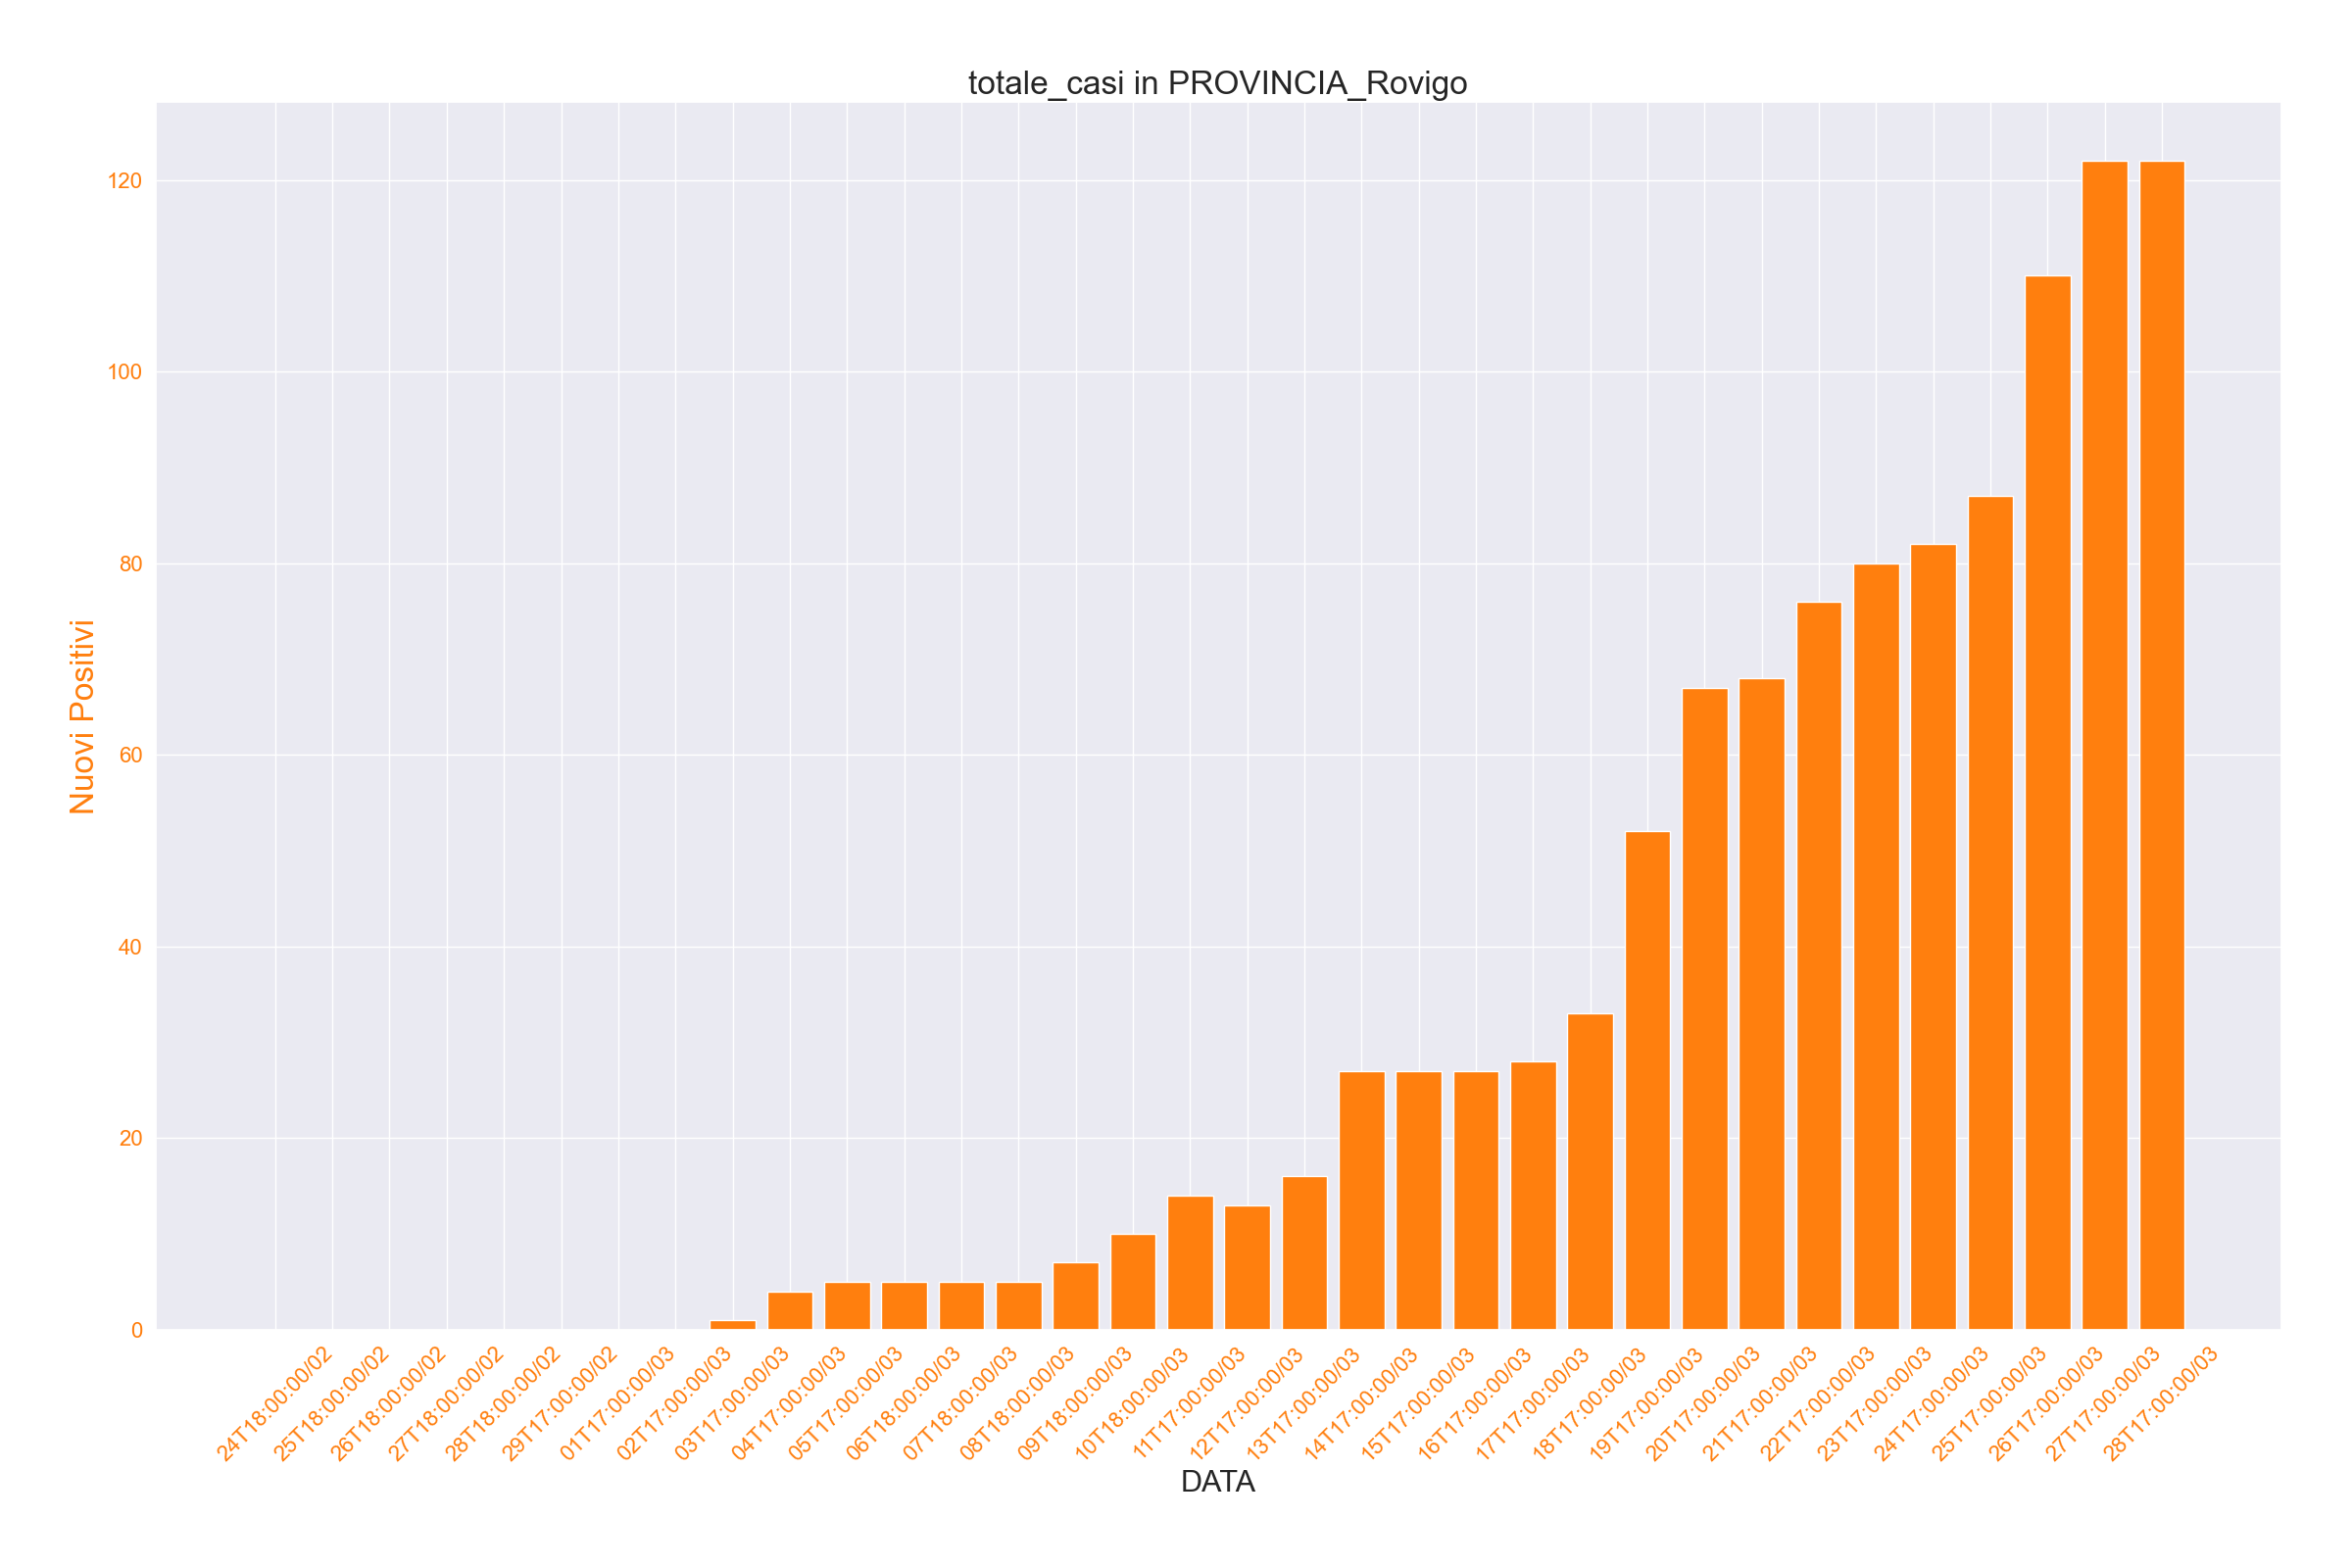 totale_casi in PROVINCIA_Rovigo
120
100
80
60
40
20
0
Nuovi Positivi
24T18:00:00/02
25T18:00:00/02
26T18:00:00/02
27T18:00:00/02
28T18:00:00/02
29T17:00:00/02
01T17:00:00/03
02T17:00:00/03
03T17:00:00/03
04T17:00:00/03
05T17:00:00/03
06T18:00:00/03
07T18:00:00/03
08T18:00:00/03
09T18:00:00/03
10T18:00:00/03
11T17:00:00/03
12T17:00:00/03
13T17:00:00/03
14T17:00:00/03
15T17:00:00/03
16T17:00:00/03
17T17:00:00/03
18T17:00:00/03
19T17:00:00/03
20T17:00:00/03
21T17:00:00/03
22T17:00:00/03
23T17:00:00/03
24T17:00:00/03
25T17:00:00/03
26T17:00:00/03
27T17:00:00/03
28T17:00:00/03
DATA